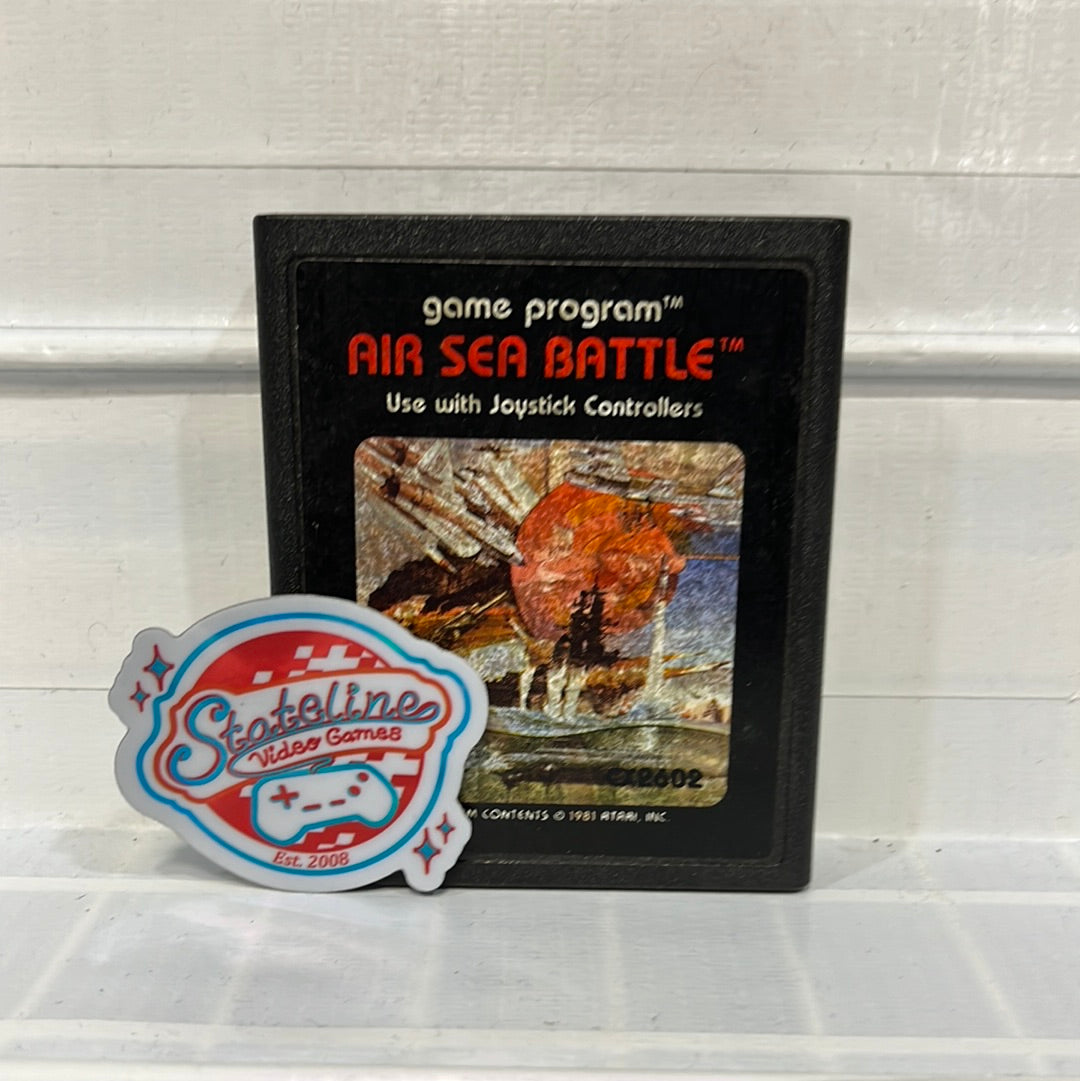 game program™
AIR SEA BATTLE™
Use with Joystick Controllers
CX2602
M CONTENTS © 1981 ATARI, INC.
Stateline
Video Games
Est. 2008